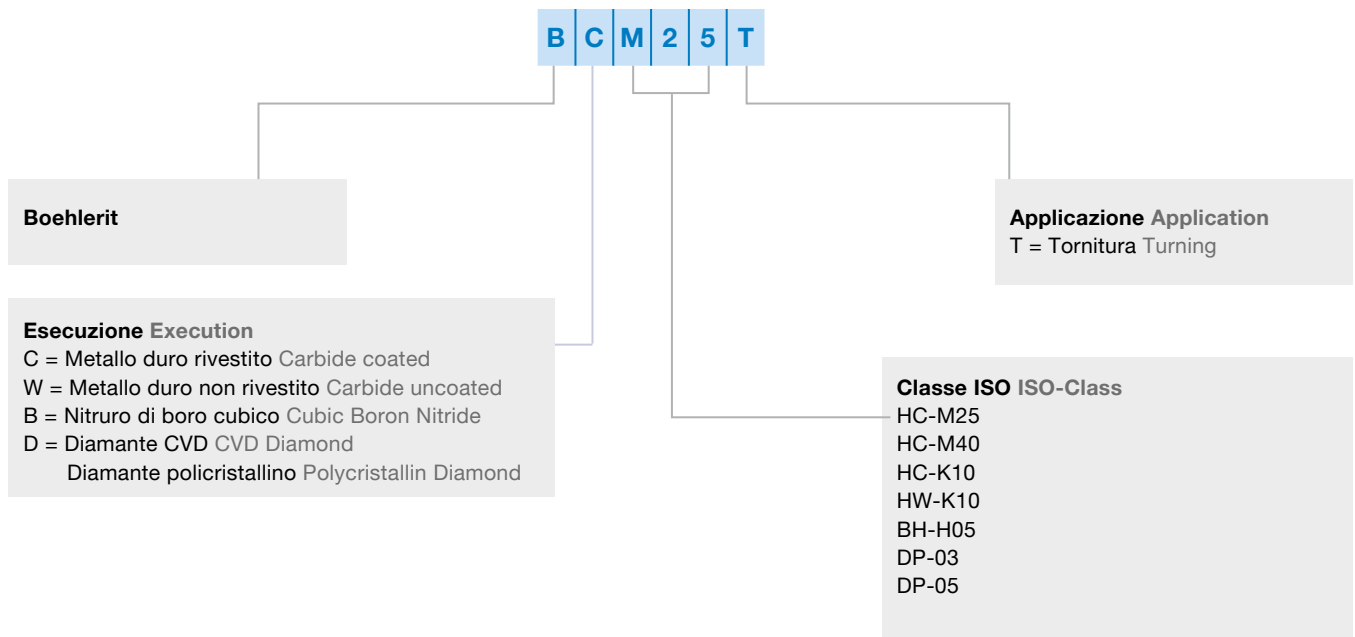 B C M 2 5 T
Boehlerit
Applicazione Application
T = Tornitura Turning
Esecuzione Execution
C = Metallo duro rivestito Carbide coated
W = Metallo duro non rivestito Carbide uncoated
B = Nitruro di boro cubico Cubic Boron Nitride
D = Diamante CVD CVD Diamond
Diamante policristallino Polycristallin Diamond
Classe ISO ISO-Class
HC-M25
HC-M40
HC-K10
HW-K10
BH-H05
DP-03
DP-05